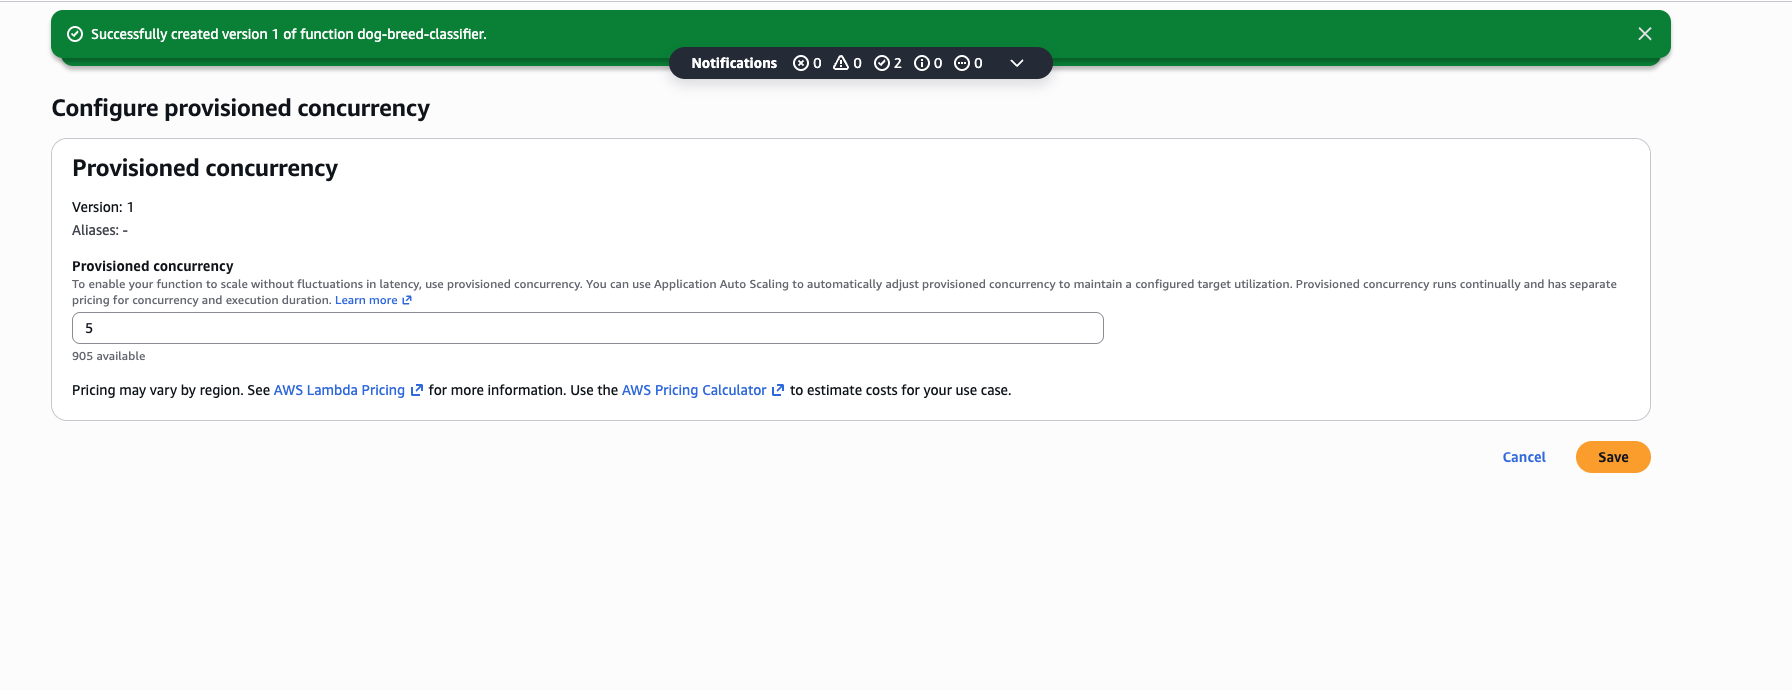 Successfully created version 1 of function dog-breed-classifier.
Notifications 0 0 2 0 0
Configure provisioned concurrency
Provisioned concurrency
Version: 1
Aliases: -
Provisioned concurrency
To enable your function to scale without fluctuations in latency, use provisioned concurrency. You can use Application Auto Scaling to automatically adjust provisioned concurrency to maintain a configured target utilization. Provisioned concurrency runs continually and has separate
pricing for concurrency and execution duration. Learn more
5
905 available
Pricing may vary by region. See AWS Lambda Pricing for more information. Use the AWS Pricing Calculator to estimate costs for your use case.
Cancel Save